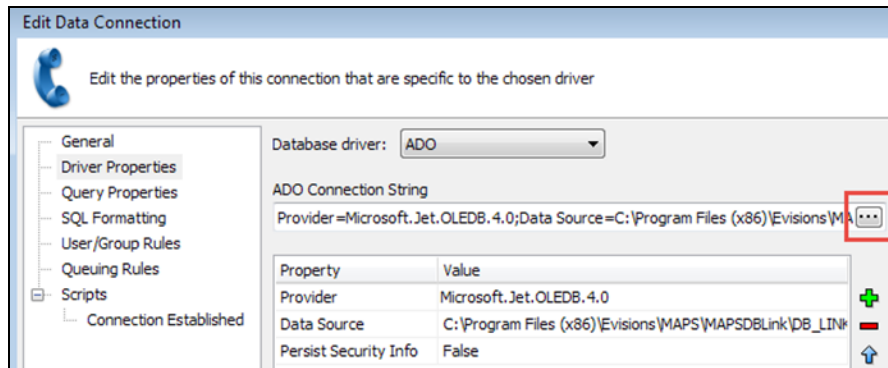 Edit Data Connection
Edit the properties of this connection that are specific to the chosen driver
General
Driver Properties
Query Properties
SQL Formatting
User/Group Rules
Queuing Rules
Scripts
Connection Established
Database driver: ADO
ADO Connection String
Provider=Microsoft.Jet.OLEDB.4.0;Data Source=C:\Program Files (x86)\Evisions\MA ...
Property Value
Provider Microsoft.Jet.OLEDB.4.0
Data Source C:\Program Files (x86)\Evisions\MAPS\MAPSDBLink\DB_LINK
Persist Security Info False